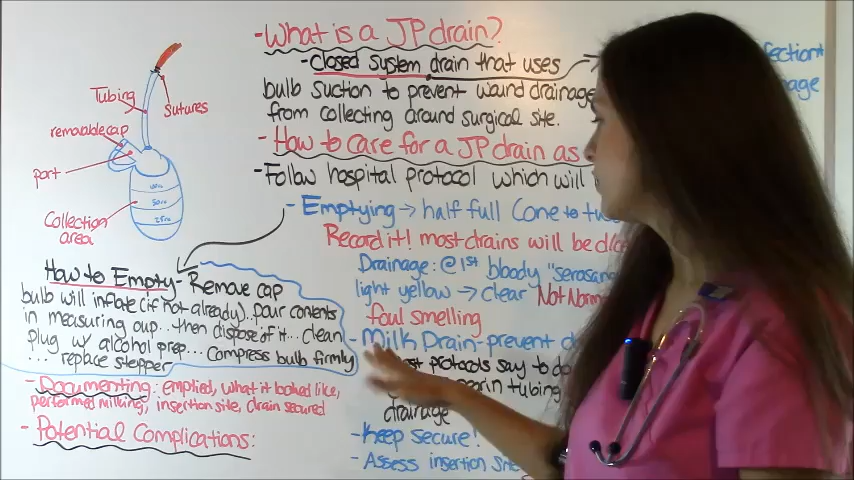 -What is a JP drain?
-closed system drain that uses
bulb suction to prevent wound drainage
from collecting around surgical site.
-How to care for a JP drain as
-Follow hospital protocol which will
-Emptying → half full (one to tw
Record it! most drains will be d/c
Drainage: @ 1st bloody "serosang
light yellow → clear Not Norm
foul smelling
-Milk Drain-prevent
protocols say to do
in tubing
drainage
-Keep secure!
-Assess insertion site
fection
age
Tubing
Sutures
removable cap
port
Collection
area
100cc
50cc
25cc
How to Empty-Remove cap
bulb will inflate (if not already)...pour contents
in measuring cup...then dispose of it...clean
plug w/ alcohol prep...compress bulb firmly
...replace stopper
-Documenting: emptied, what it looked like,
performed milking, insertion site, drain secured
-Potential Complications: